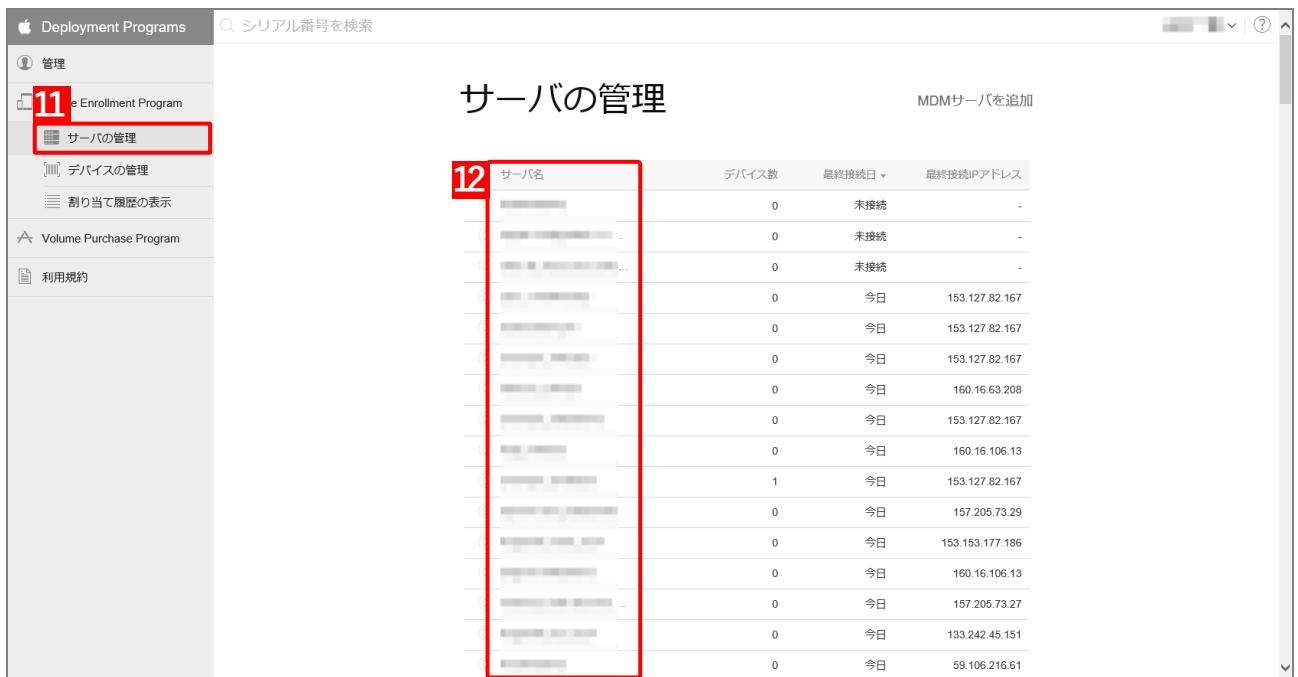 Deployment Programs
シリアル番号を検索
管理
11
e Enrollment Program
サーバの管理
デバイスの管理
割り当て履歴の表示
Volume Purchase Program
利用規約
サーバの管理
MDMサーバを追加
12
サーバ名 デバイス数 最終接続日 最終接続IPアドレス
0 未接続 -
0 未接続 -
... 0 未接続 -
0 今日 153.127.82.167
0 今日 153.127.82.167
0 今日 153.127.82.167
0 今日 160.16.63.208
0 今日 153.127.82.167
0 今日 160.16.106.13
1 今日 153.127.82.167
0 今日 157.205.73.29
0 今日 153.153.177.186
0 今日 160.16.106.13
0 今日 157.205.73.27
0 今日 133.242.45.151
0 今日 59.106.216.61